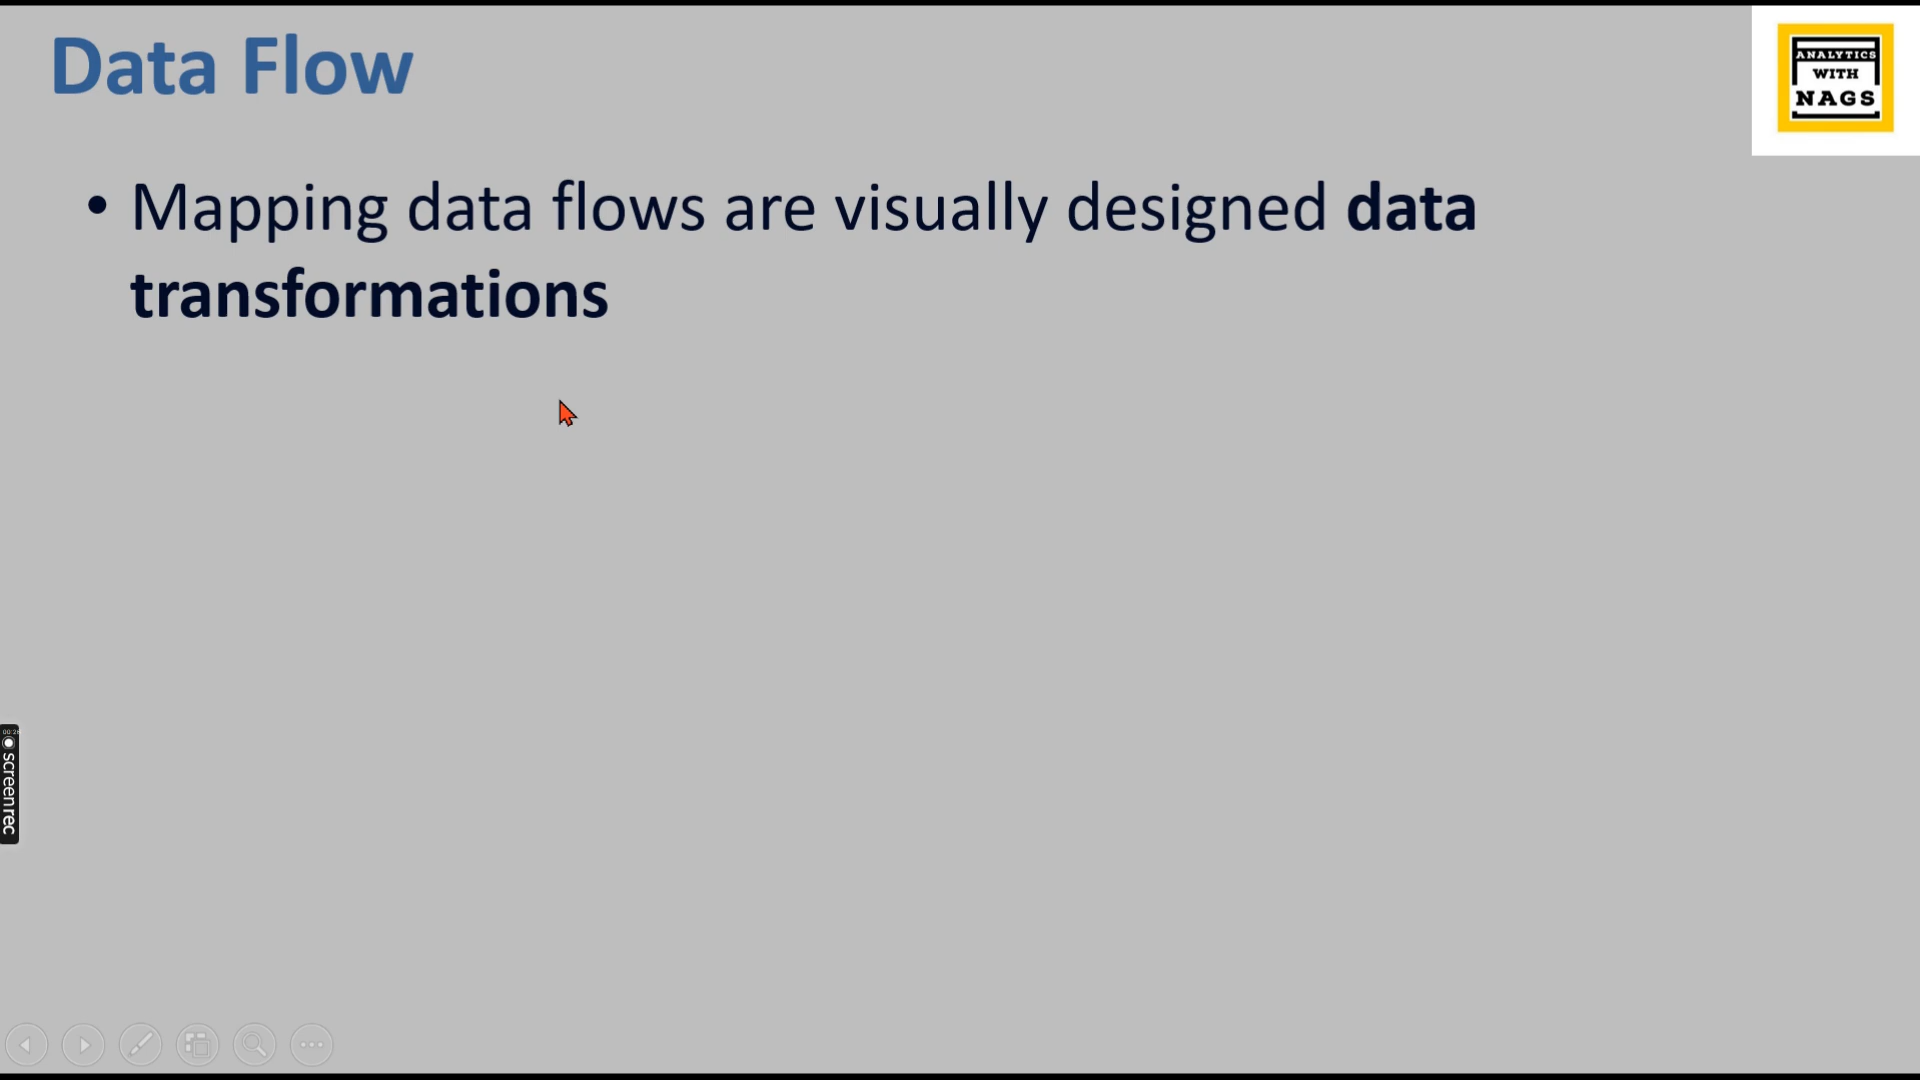 Data Flow
ANALYTICS
WITH
NAGS
• Mapping data flows are visually designed data
transformations
screenrec